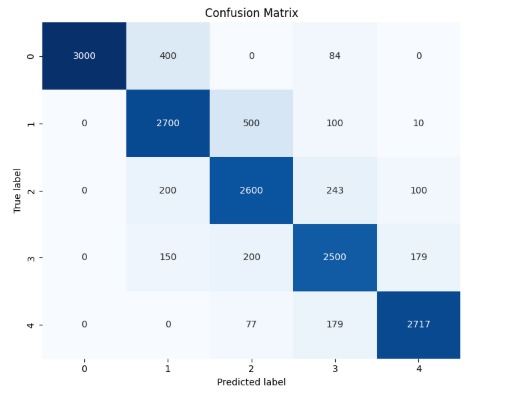 Confusion Matrix
0 3000 400 0 84 0
1 0 2700 500 100 10
2 0 200 2600 243 100
3 0 150 200 2500 179
4 0 0 77 179 2717
True label
0 1 2 3 4
Predicted label